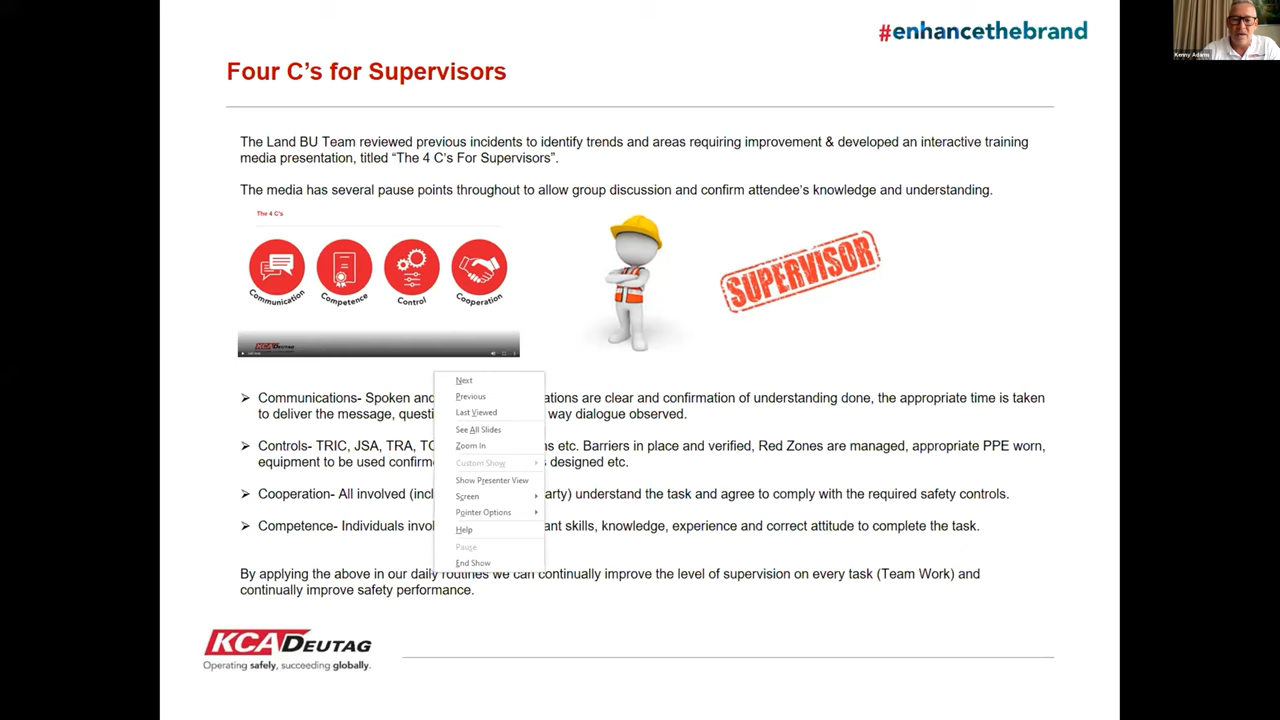 #enhancethebrand
Kenny Adams
Four C's for Supervisors
The Land BU Team reviewed previous incidents to identify trends and areas requiring improvement & developed an interactive training
media presentation, titled “The 4 C's For Supervisors”.
The media has several pause points throughout to allow group discussion and confirm attendee's knowledge and understanding.
The 4 C's
Communication
Competence
Control
Cooperation
KCA DEUTAG
SUPERVISOR
Next
Previous
Last Viewed
See All Slides
Zoom In
Custom Show
Show Presenter View
Screen
Pointer Options
Help
Pause
End Show
Communications- Spoken and ations are clear and confirmation of understanding done, the appropriate time is taken
to deliver the message, questi way dialogue observed.
Controls- TRIC, JSA, TRA, s etc. Barriers in place and verified, Red Zones are managed, appropriate PPE worn,
equipment to be used confirme s designed etc.
Cooperation- All involved (incl arty) understand the task and agree to comply with the required safety controls.
Competence- Individuals invol ant skills, knowledge, experience and correct attitude to complete the task.
By applying the above in our daily routines we can continually improve the level of supervision on every task (Team Work) and
continually improve safety performance.
KCA DEUTAG
Operating safely, succeeding globally.